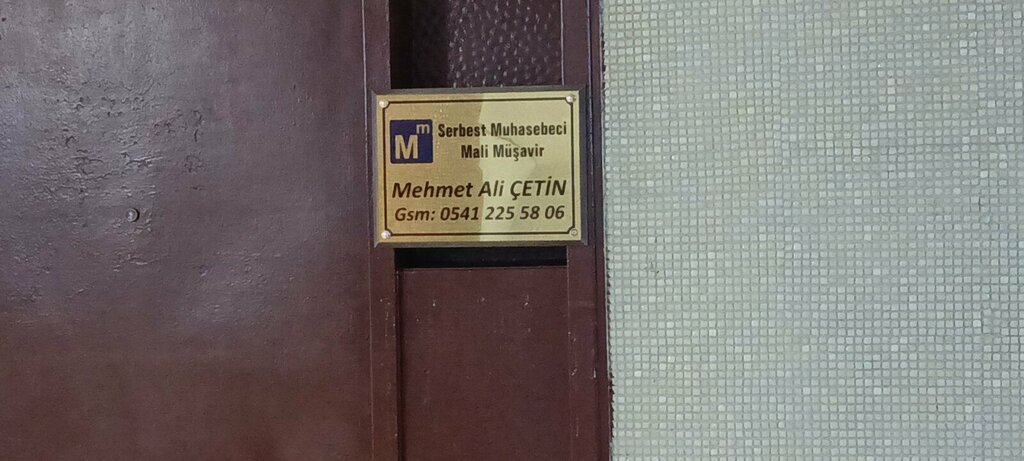 Mm
Serbest Muhasebeci
Mali Müşavir
Mehmet Ali ÇETİN
Gsm: 0541 225 58 06